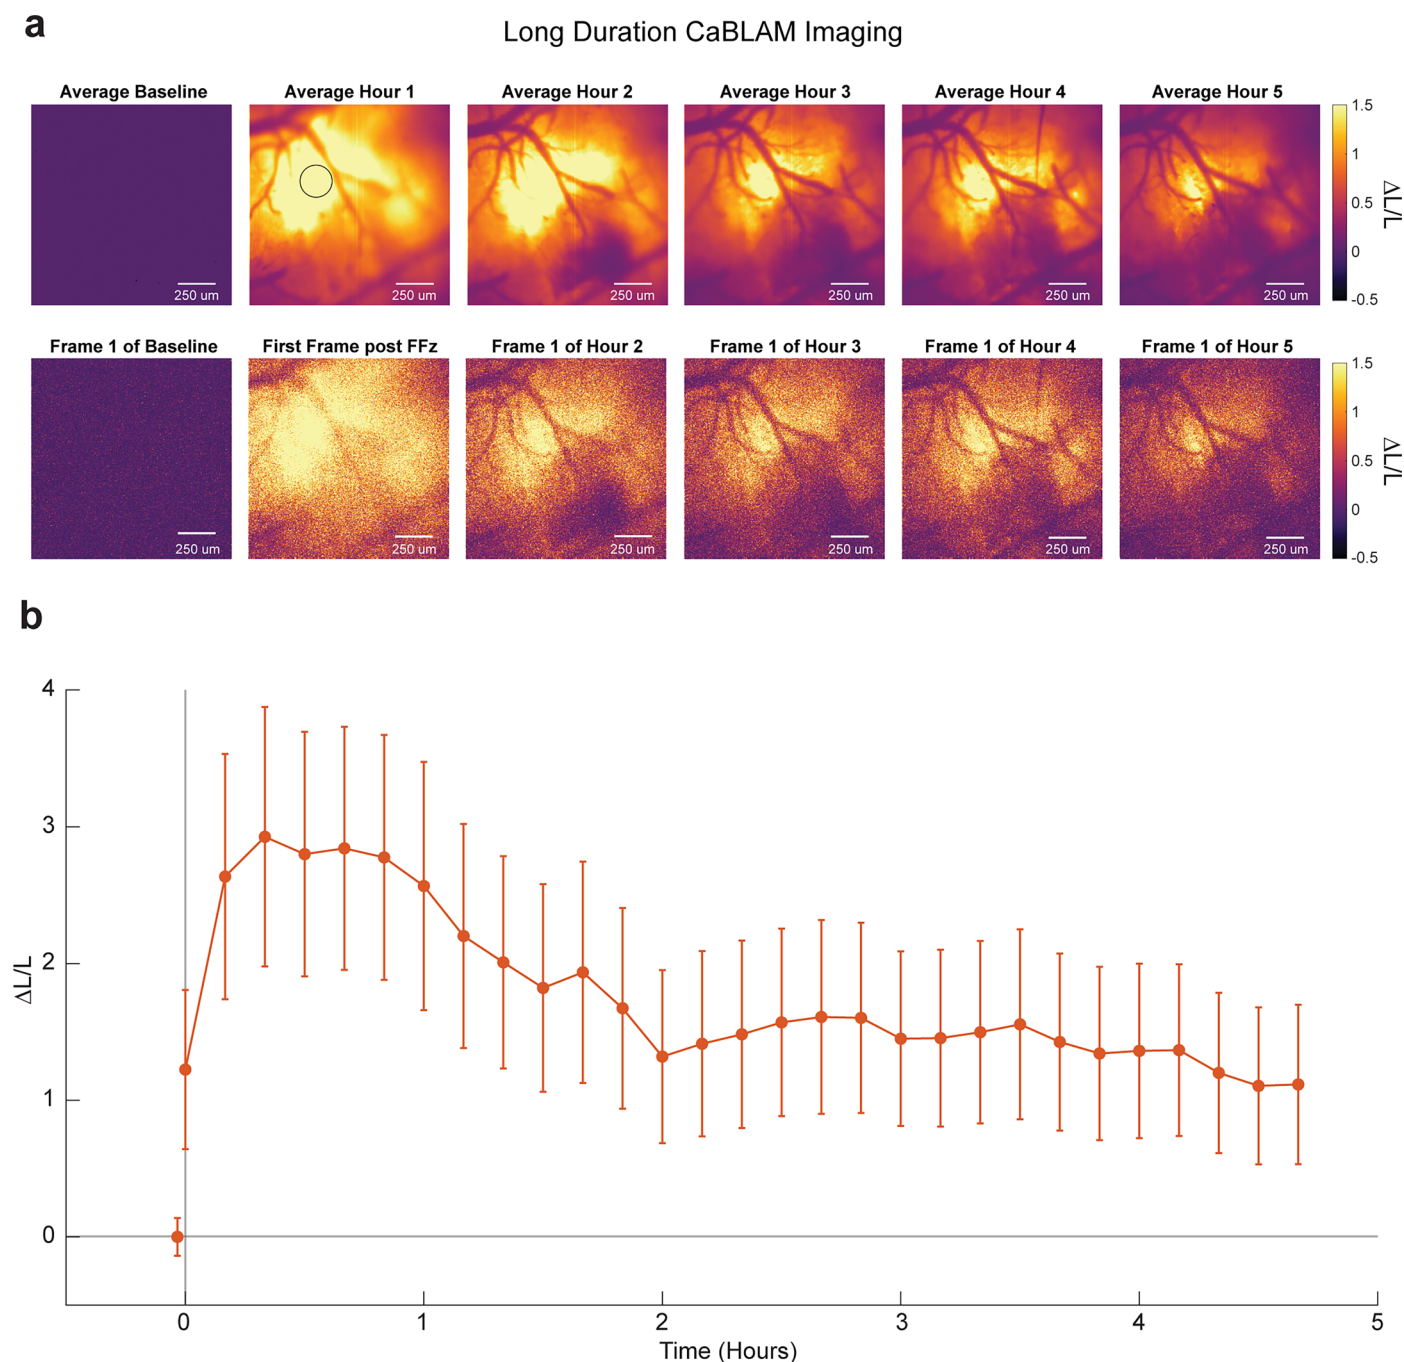 a
Long Duration CaBLAM Imaging
Average Baseline
Average Hour 1
Average Hour 2
Average Hour 3
Average Hour 4
Average Hour 5
250 um
250 um
250 um
250 um
250 um
250 um
1.5
1
0.5
0
-0.5
ΔL/L
Frame 1 of Baseline
First Frame post FFz
Frame 1 of Hour 2
Frame 1 of Hour 3
Frame 1 of Hour 4
Frame 1 of Hour 5
250 um
250 um
250 um
250 um
250 um
250 um
1.5
1
0.5
0
-0.5
ΔL/L
b
4
3
2
1
0
ΔL/L
0
1
2
3
4
5
Time (Hours)